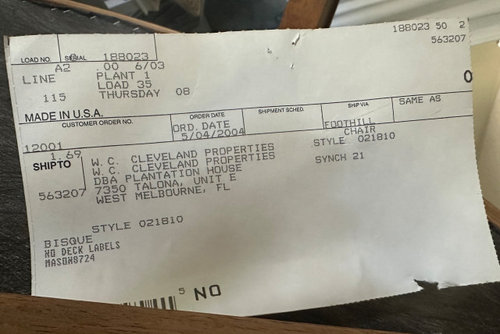 188023 50 2
563207
LOAD NO. SERIAL 188023
A2 00 6/03
LINE PLANT 1
LOAD 35
115 THURSDAY 08
0
MADE IN U.S.A.
CUSTOMER ORDER NO. ORDER DATE SHIPMENT SCHED. SHIP VIA SAME AS
12001 ORD.DATE 5/04/2004 FOOTHILL
CHAIR
STYLE 021810
1.69
SHIPTO W.C. CLEVELAND PROPERTIES
W.C. CLEVELAND PROPERTIES SYNCH 21
DBA PLANTATION HOUSE
563207 7350 TALONA, UNIT E
WEST MELBOURNE, FL
STYLE 021810
BISQUE
NO DECK LABELS
MASOX8724
5 NO